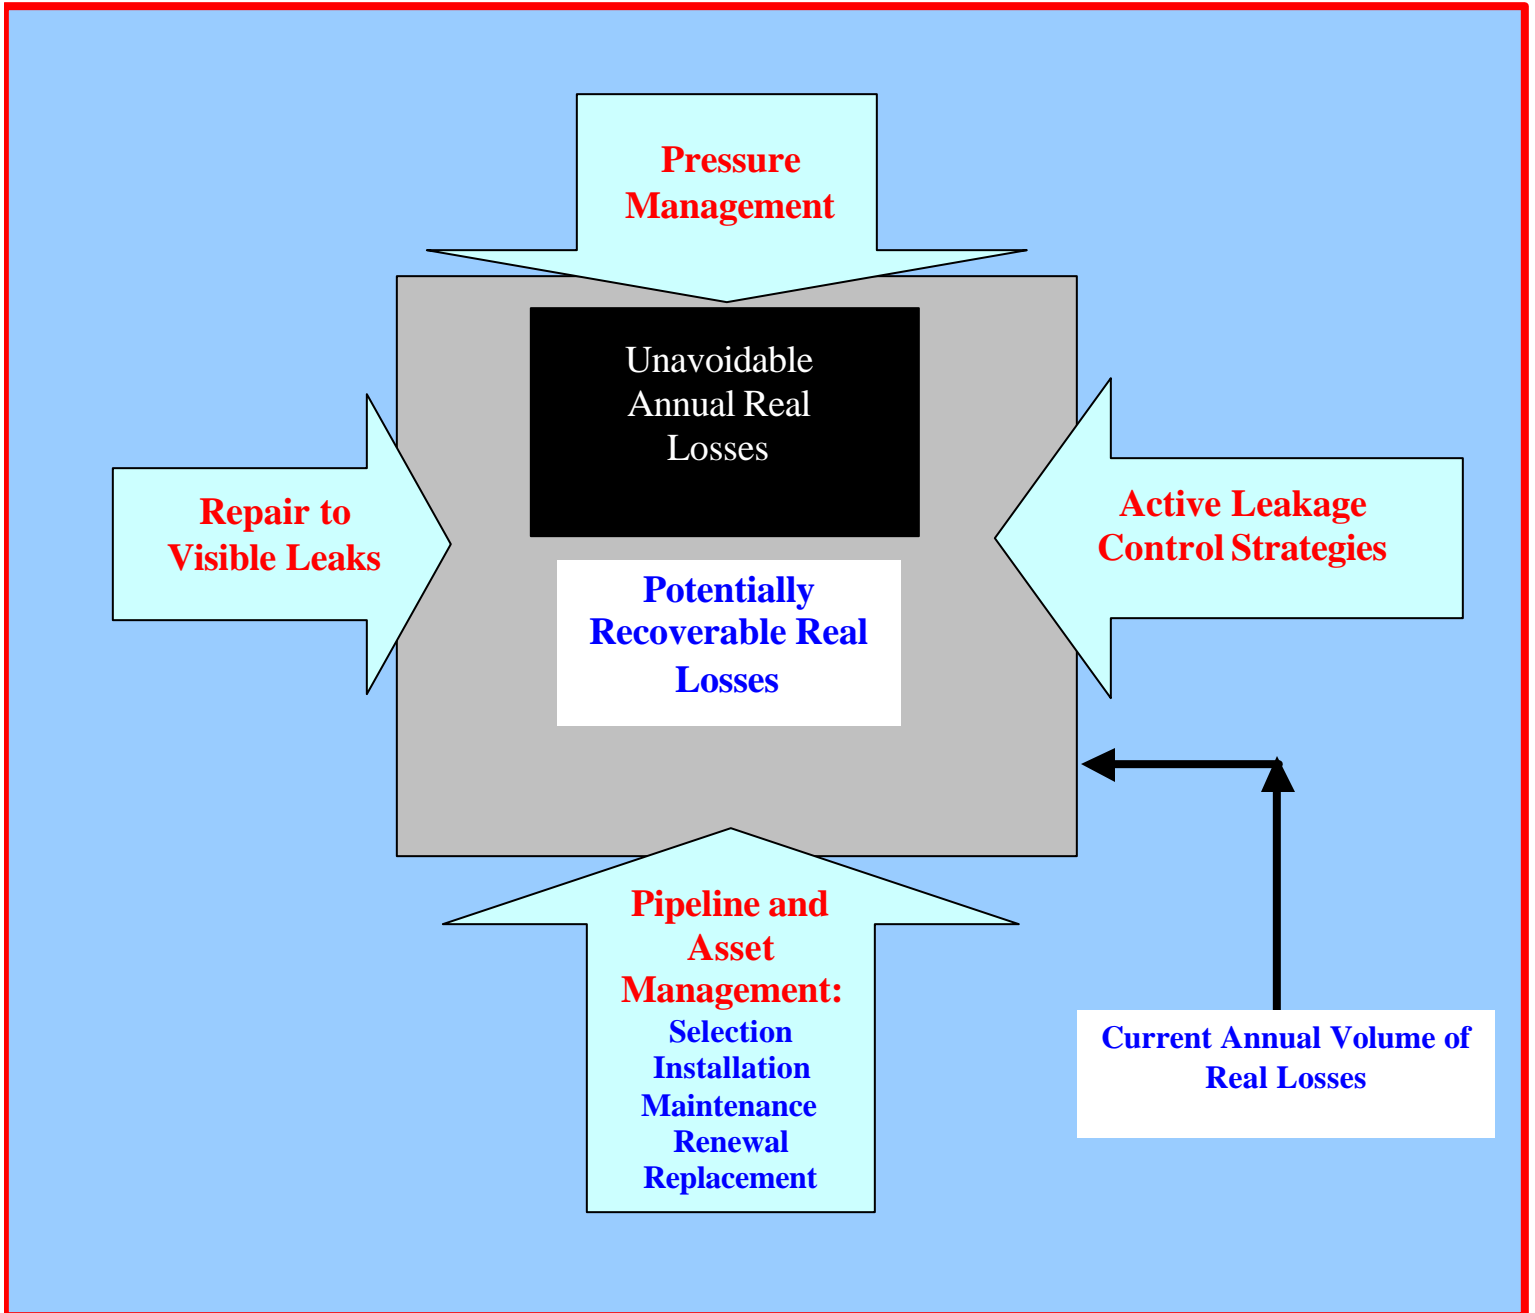 Pressure
Management
Unavoidable
Annual Real
Losses
Repair to
Visible Leaks
Active Leakage
Control Strategies
Potentially
Recoverable Real
Losses
Pipeline and
Asset
Management:
Selection
Installation
Maintenance
Renewal
Replacement
Current Annual Volume of
Real Losses